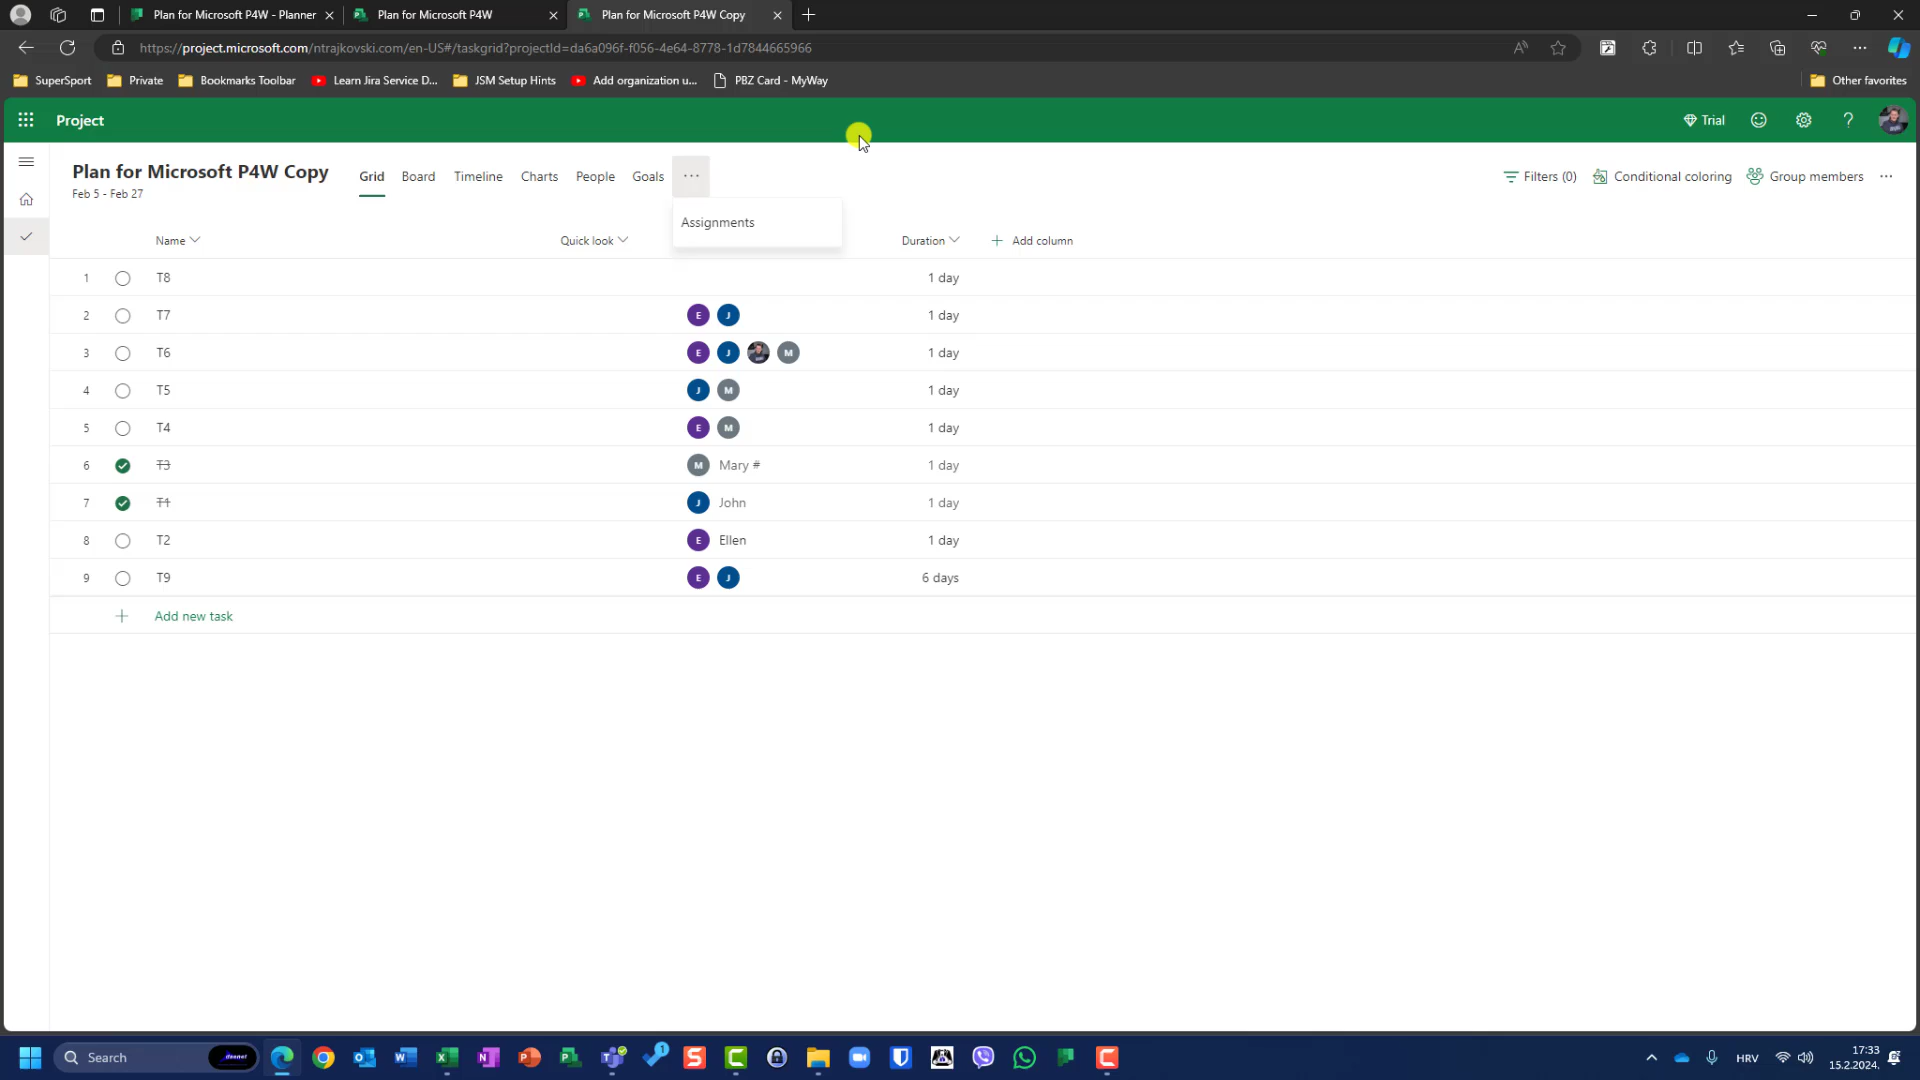 Plan for Microsoft P4W - Planner
Plan for Microsoft P4W
Plan for Microsoft P4W Copy
https://project.microsoft.com/ntrajkovski.com/en-US#/taskgrid?projectId=da6a096f-f056-4e64-8778-1d7844665966
SuperSport
Private
Bookmarks Toolbar
Learn Jira Service D...
JSM Setup Hints
Add organization u...
PBZ Card - MyWay
Other favorites
Project
Trial
Plan for Microsoft P4W Copy
Feb 5 - Feb 27
Grid
Board
Timeline
Charts
People
Goals
...
Filters (0)
Conditional coloring
Group members
Assignments
Name
Quick look
Duration
Add column
1 T8 1 day
2 T7 E J 1 day
3 T6 E J M 1 day
4 T5 J M 1 day
5 T4 E M 1 day
6 T3 M Mary # 1 day
7 T1 J John 1 day
8 T2 E Ellen 1 day
9 T9 E J 6 days
Add new task
Search
HRV
17:33
15.2.2024.